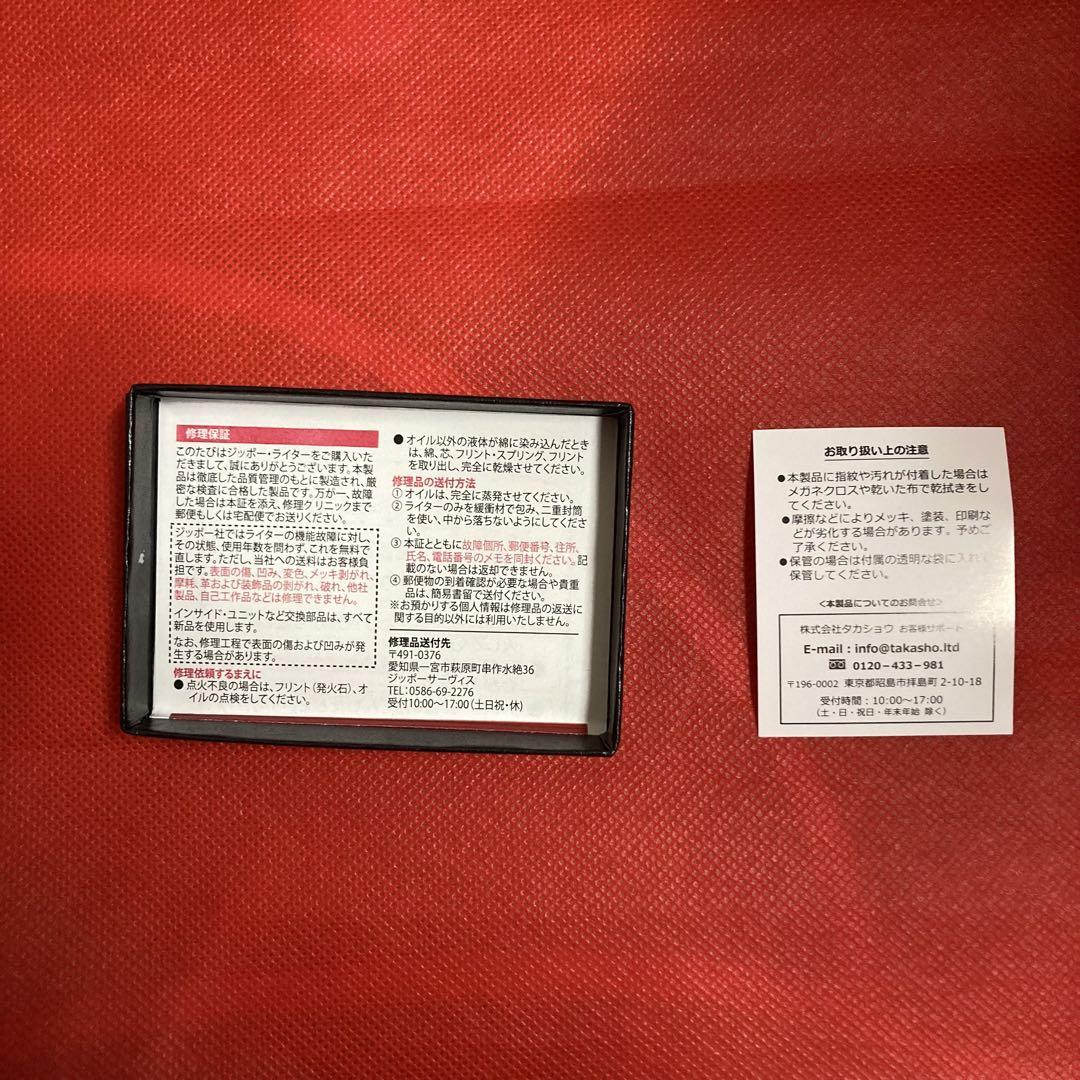 修理保証
このたびはジッポー・ライターをご購入いた
だきまして、誠にありがとうございます。本製
品は徹底した品質管理のもとに製造され、厳
密な検査に合格した製品です。万が一、故障
した場合は本証を添え、修理クリニックまで
郵便もしくは宅配便でお送りください。
ジッポー社ではライターの機能故障に対し、
その状態、使用年数を問わず、これを無料で
直します。ただし、当社への送料はお客様負
担です。表面の傷、凹み、変色、メッキ剥がれ、
摩耗、革および装飾品の剥がれ、破れ、他社
製品、自己工作品などは修理できません。
インサイド・ユニットなど交換部品は、すべて
新品を使用します。
なお、修理工程で表面の傷および凹みが発
生する場合があります。
修理依頼するまえに
● 点火不良の場合は、フリント（発火石）、オ
イルの点検をしてください。
● オイル以外の液体が綿に染み込んだとき
は、綿、芯、フリント・スプリング、フリント
を取り出し、完全に乾燥させてください。
修理品の送付方法
① オイルは、完全に蒸発させてください。
② ライターのみを緩衝材で包み、二重封筒
を使い、中から落ちないようにしてくださ
い。
③ 本証とともに故障個所、郵便番号、住所、
氏名、電話番号のメモを同封ください。記
載のない場合は返却できません。
④ 郵便物の到着確認が必要な場合や貴重
品は、簡易書留で送付ください。
※お預かりする個人情報は修理品の返送に
関する目的以外には利用いたしません。
修理品送付先
〒491-0376
愛知県一宮市萩原町串作水絶36
ジッポーサーヴィス
TEL:0586-69-2276
受付10:00〜17:00（土日祝・休）
お取り扱い上の注意
●本製品に指紋や汚れが付着した場合は
メガネクロスや乾いた布で乾拭きをし
てください。
●摩擦などによりメッキ、塗装、印刷な
どが劣化する場合があります。予めご
了承ください。
●保管の場合は付属の透明な袋に入れて
保管してください。
<本製品についてのお問合せ>
株式会社タカショウ お客様サポート
E-mail : info@takasho.ltd
0120-433-981
〒196-0002 東京都昭島市拝島町 2-10-18
受付時間：10:00〜17:00
（土・日・祝日・年末年始 除く）